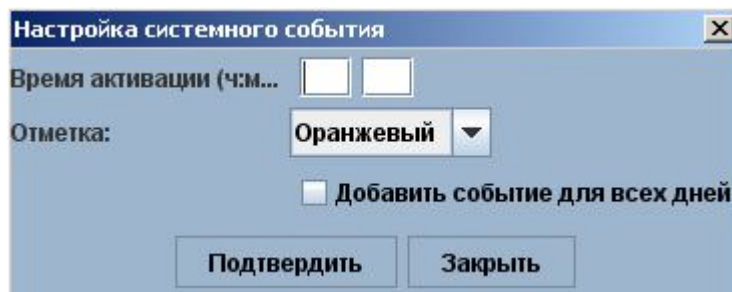 Настройка системного события
Время активации (ч:м...
Отметка: Оранжевый
Добавить событие для всех дней
Подтвердить Закрыть